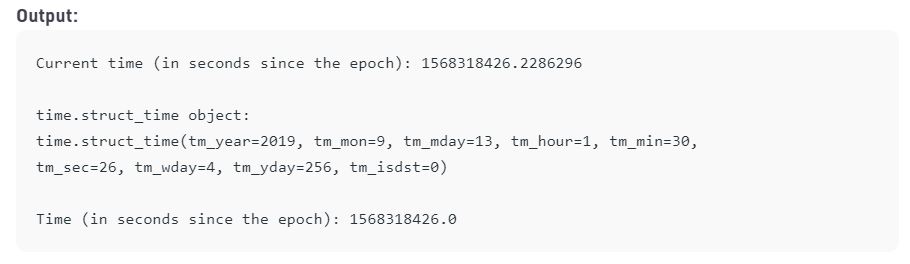 Output:
Current time (in seconds since the epoch): 1568318426.2286296
time.struct_time object:
time.struct_time(tm_year=2019, tm_mon=9, tm_mday=13, tm_hour=1, tm_min=30,
tm_sec=26, tm_wday=4, tm_yday=256, tm_isdst=0)
Time (in seconds since the epoch): 1568318426.0